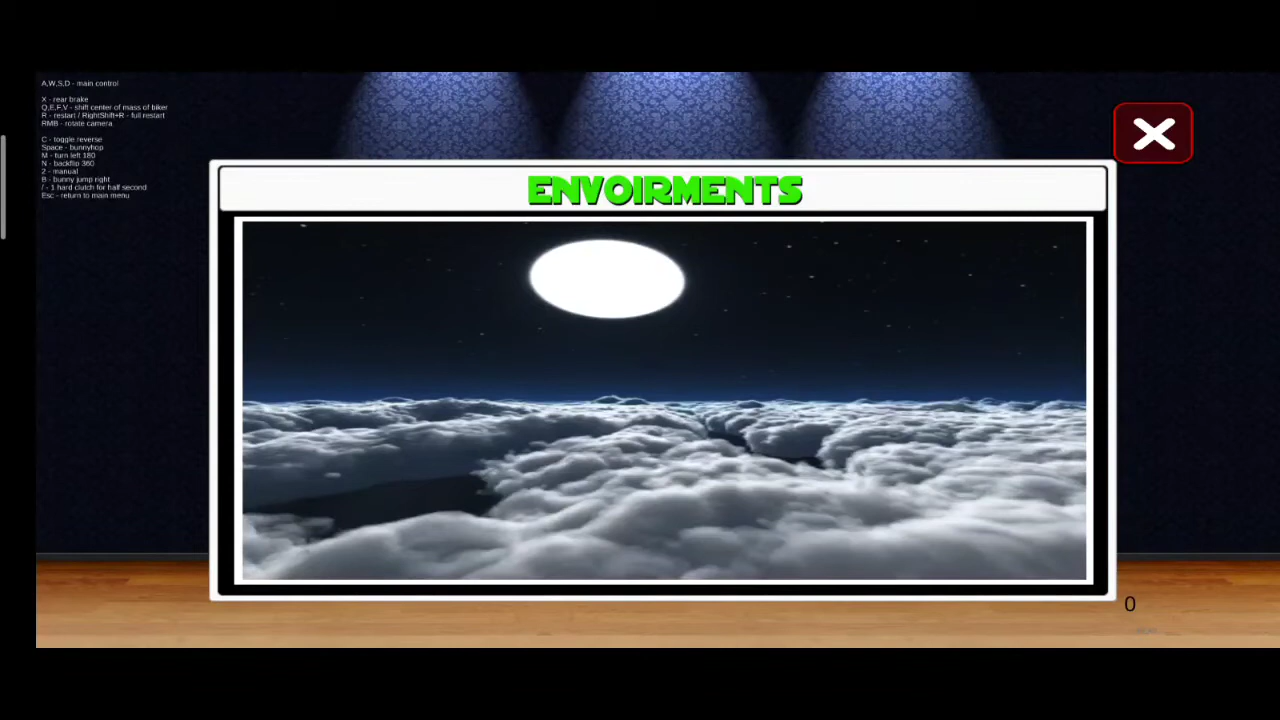 A,W,S,D - main control
X - rear brake
Q,E,F,V - shift center of mass of biker
R - restart / RightShift+R - full restart
RMB - rotate camera
C - toggle reverse
Space - bunnyhop
M - turn left 180
N - backflip 360
2 - manual
B - bunny jump right
/ - 1 hard clutch for half second
Esc - return to main menu
ENVOIRMENTS
0